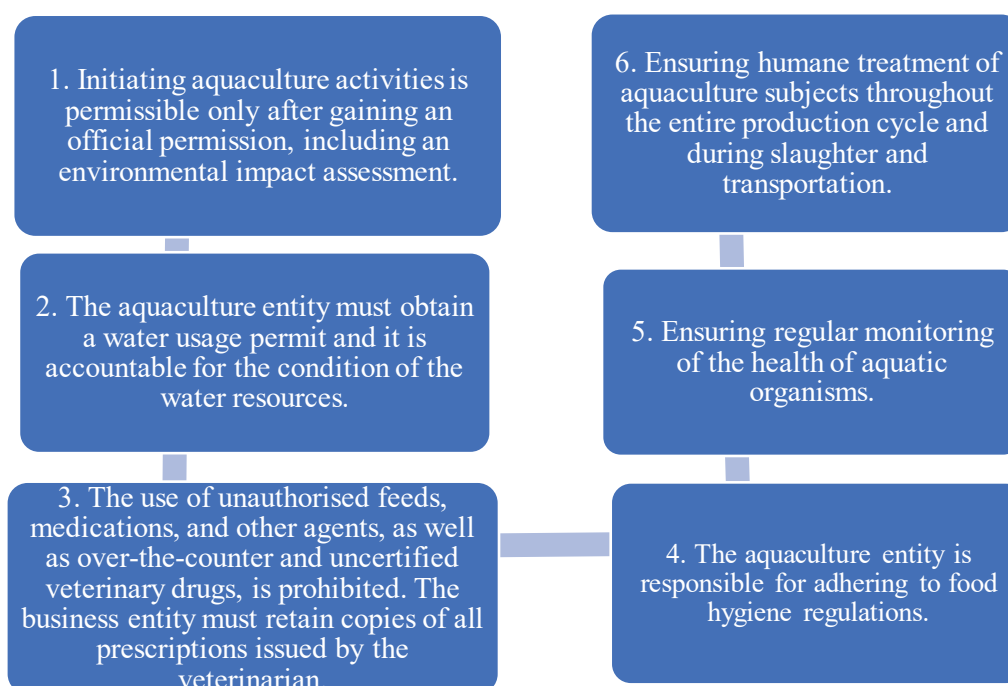 1. Initiating aquaculture activities is
permissible only after gaining an
official permission, including an
environmental impact assessment.
2. The aquaculture entity must obtain
a water usage permit and it is
accountable for the condition of the
water resources.
3. The use of unauthorised feeds,
medications, and other agents, as well
as over-the-counter and uncertified
veterinary drugs, is prohibited. The
business entity must retain copies of all
prescriptions issued by the
veterinarian.
4. The aquaculture entity is
responsible for adhering to food
hygiene regulations.
5. Ensuring regular monitoring
of the health of aquatic
organisms.
6. Ensuring humane treatment of
aquaculture subjects throughout
the entire production cycle and
during slaughter and
transportation.